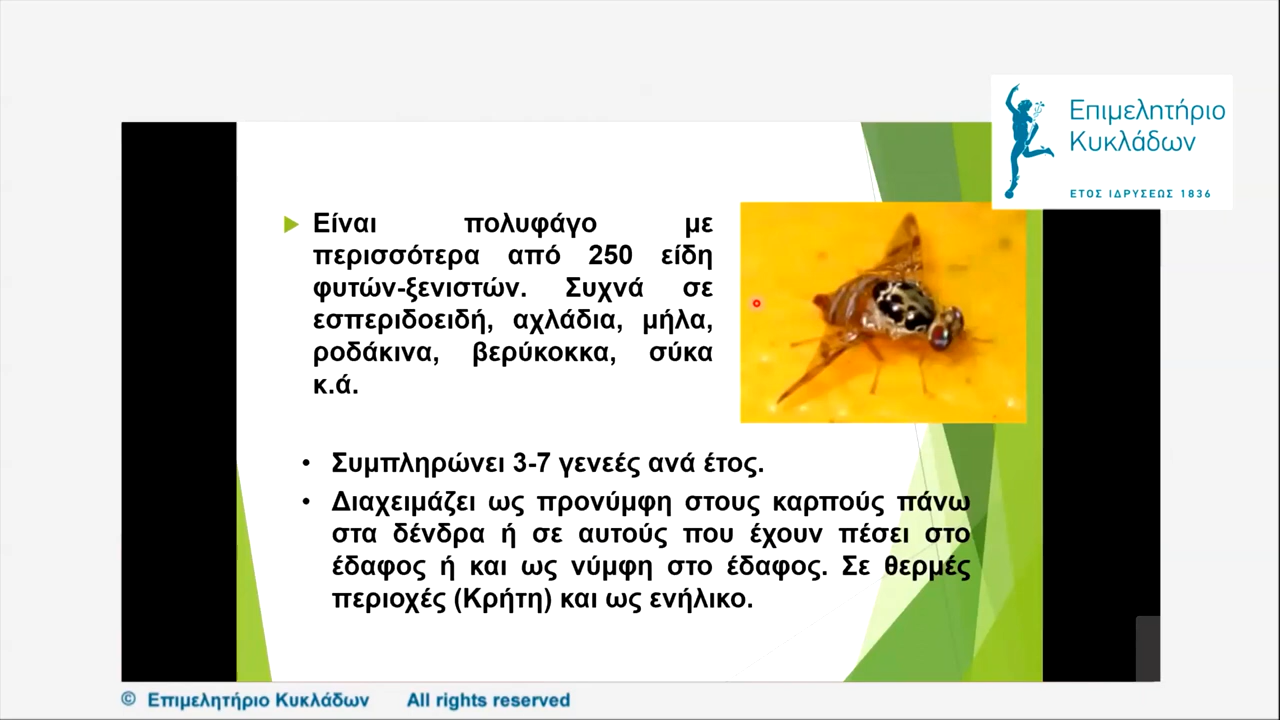 Επιμελητήριο
Κυκλάδων
ΕΤΟΣ ΙΔΡΥΣΕΩΣ 1836
Είναι πολυφάγο με
περισσότερα από 250 είδη
φυτών-ξενιστών. Συχνά σε
εσπεριδοειδή, αχλάδια, μήλα,
ροδάκινα, βερύκοκκα, σύκα
κ.ά.
• Συμπληρώνει 3-7 γενεές ανά έτος.
• Διαχειμάζει ως προνύμφη στους καρπούς πάνω
στα δένδρα ή σε αυτούς που έχουν πέσει στο
έδαφος ή και ως νύμφη στο έδαφος. Σε θερμές
περιοχές (Κρήτη) και ως ενήλικο.
© Επιμελητήριο Κυκλάδων All rights reserved